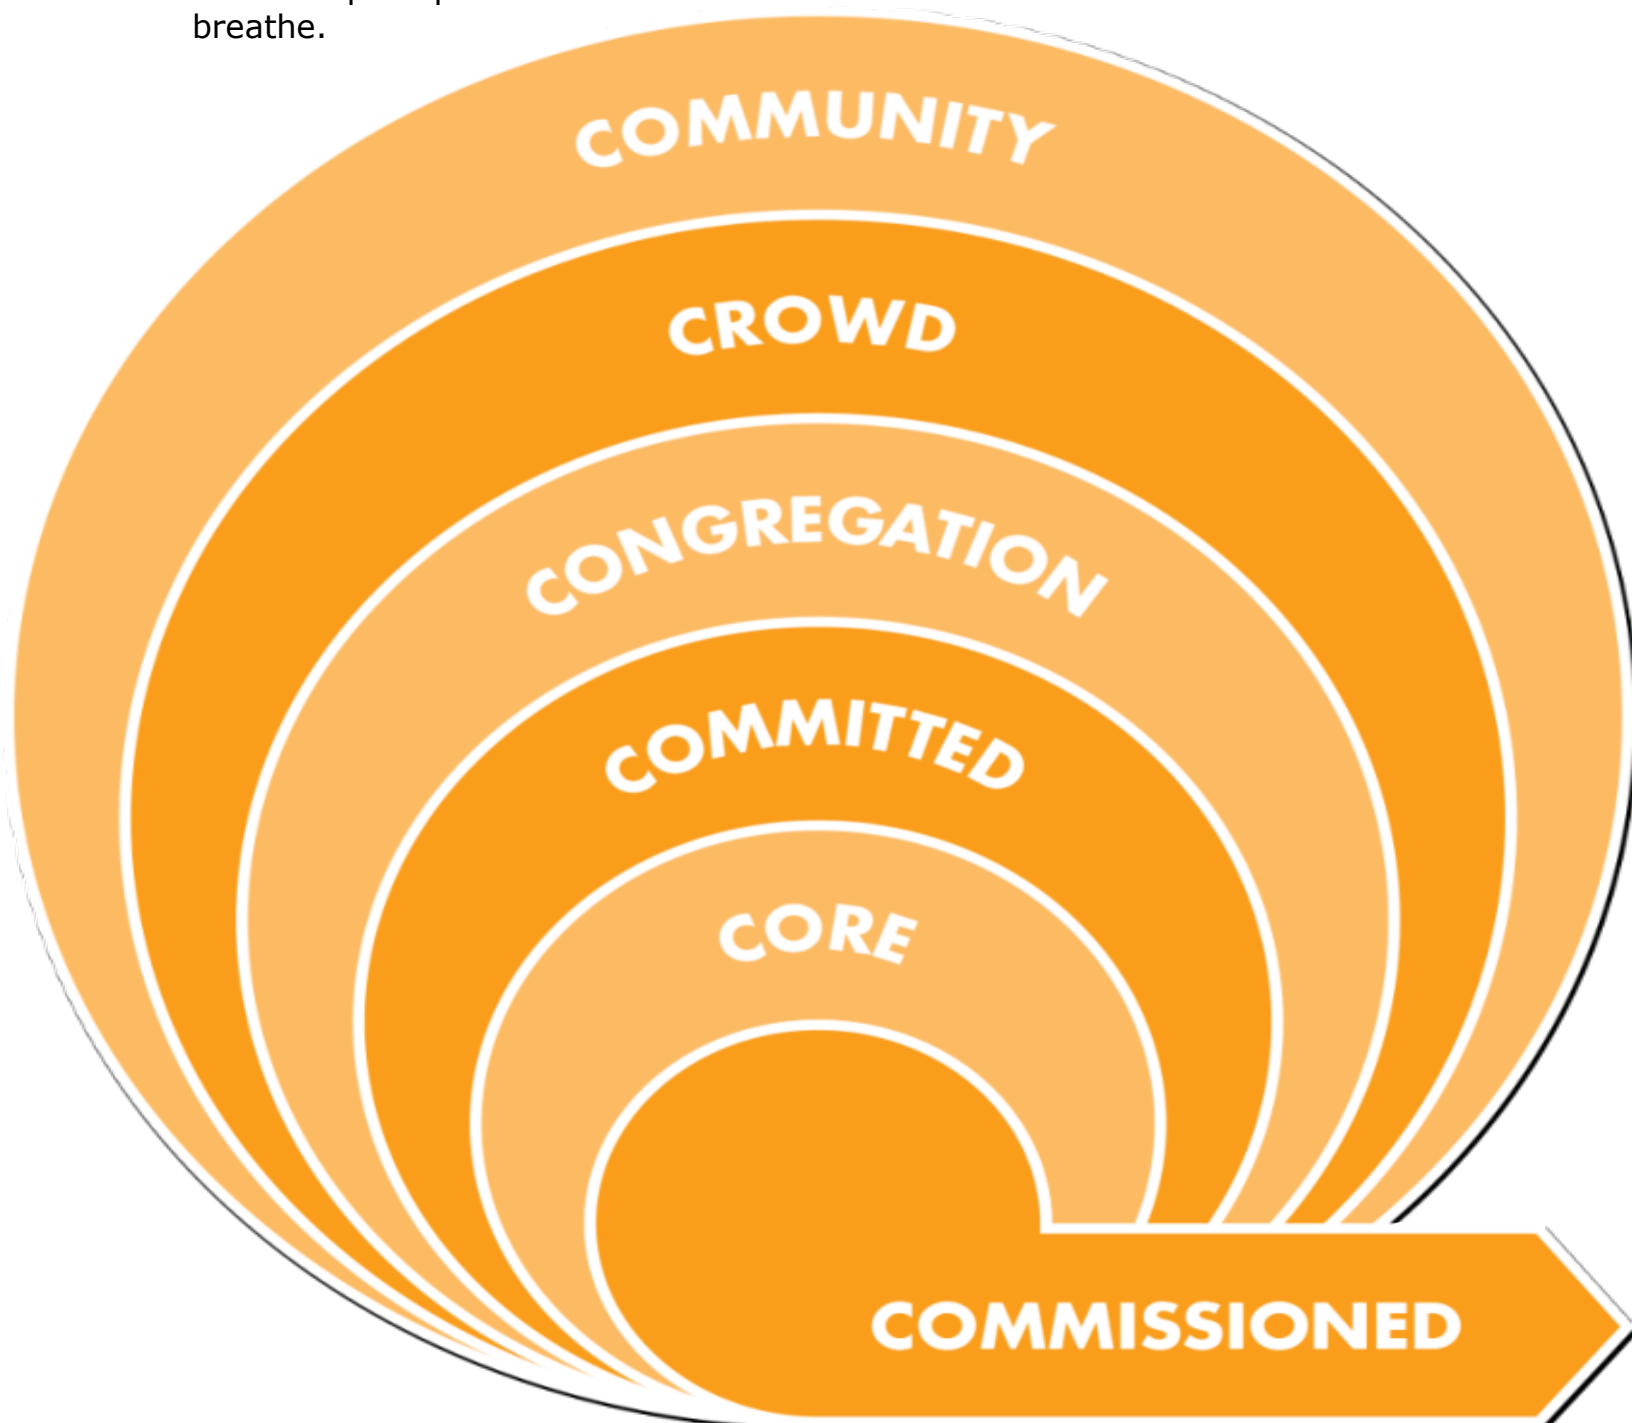 breathe.
COMMUNITY
CROWD
CONGREGATION
COMMITTED
CORE
COMMISSIONED